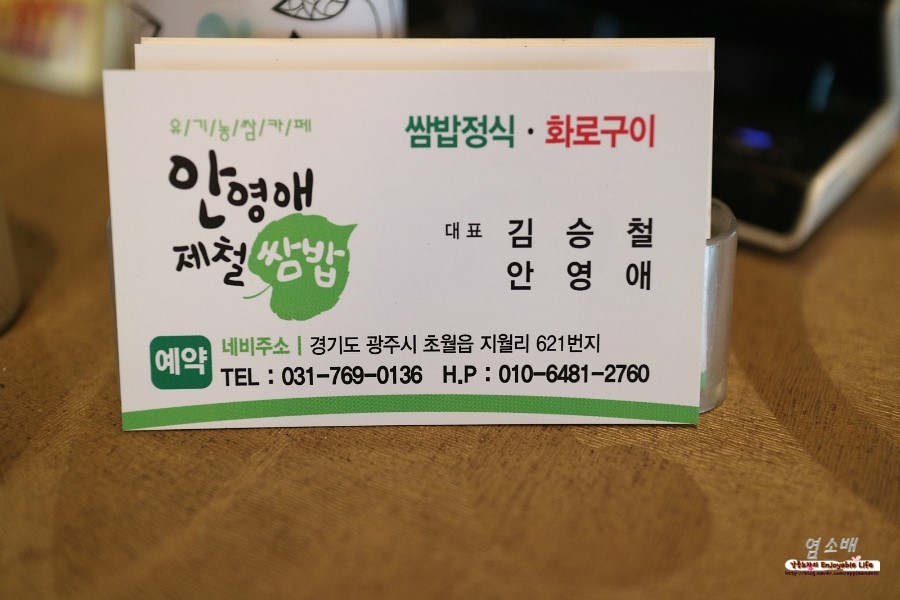 유/기/농/쌈/카/페
안영애
제철 쌈밥
쌈밥정식 · 화로구이
대표 김 승 철
안 영 애
예약
네비주소 | 경기도 광주시 초월읍 지월리 621번지
TEL : 031-769-0136 H.P : 010-6481-2760
염소배
Enjoyable Life